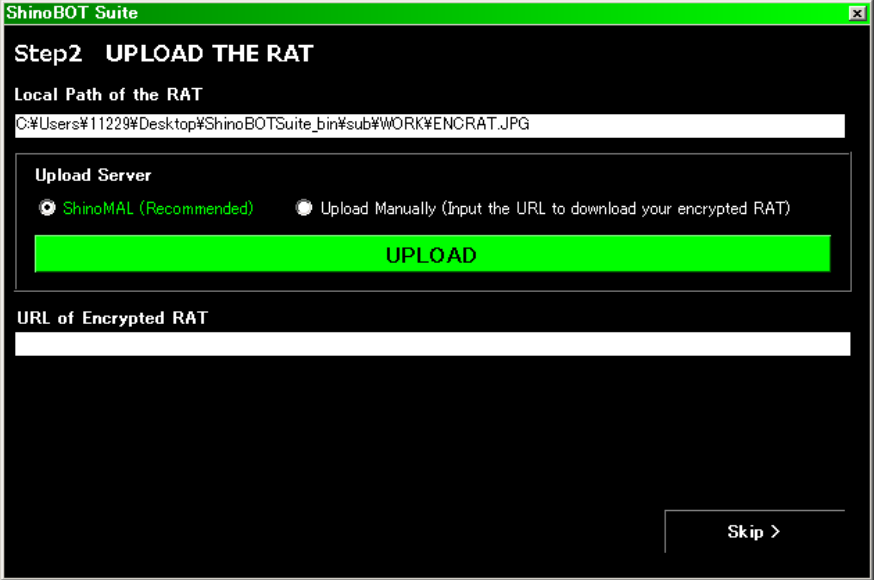 ShinoBOT Suite
Step2 UPLOAD THE RAT
Local Path of the RAT
C:¥Users¥11229¥Desktop¥ShinoBOTSuite_bin¥sub¥WORK¥ENCRAT.JPG
Upload Server
ShinoMAL (Recommended) Upload Manually (Input the URL to download your encrypted RAT)
UPLOAD
URL of Encrypted RAT
Skip >